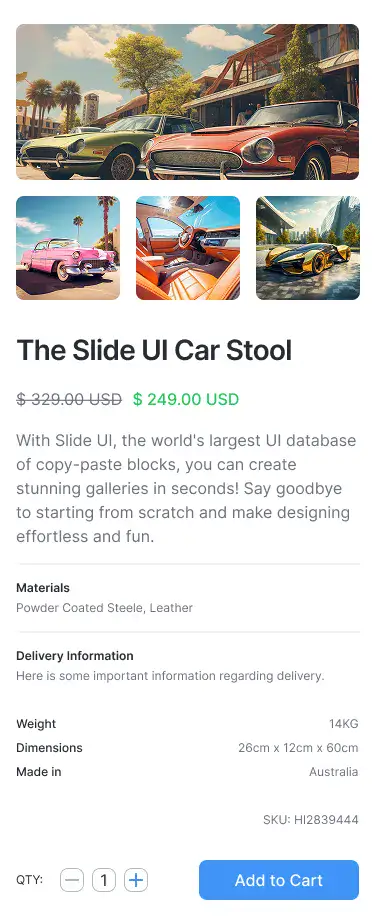 The Slide UI Car Stool
$ 329.00 USD $ 249.00 USD
With Slide UI, the world's largest UI database
of copy-paste blocks, you can create
stunning galleries in seconds! Say goodbye
to starting from scratch and make designing
effortless and fun.
Materials
Powder Coated Steele, Leather
Delivery Information
Here is some important information regarding delivery.
Weight 14KG
Dimensions 26cm x 12cm x 60cm
Made in Australia
SKU: HI2839444
QTY: 1 Add to Cart